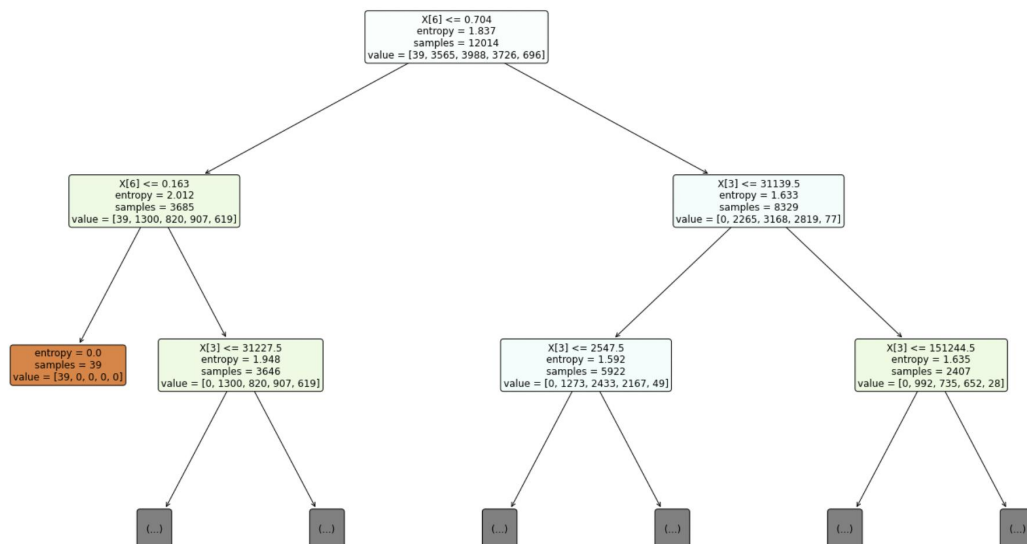 X[6] <= 0.704
entropy = 1.837
samples = 12014
value = [39, 3565, 3988, 3726, 696]
X[6] <= 0.163
entropy = 2.012
samples = 3685
value = [39, 1300, 820, 907, 619]
X[3] <= 31139.5
entropy = 1.633
samples = 8329
value = [0, 2265, 3168, 2819, 77]
entropy = 0.0
samples = 39
value = [39, 0, 0, 0, 0]
X[3] <= 31227.5
entropy = 1.948
samples = 3646
value = [0, 1300, 820, 907, 619]
X[3] <= 2547.5
entropy = 1.592
samples = 5922
value = [0, 1273, 2433, 2167, 49]
X[3] <= 151244.5
entropy = 1.635
samples = 2407
value = [0, 992, 735, 652, 28]
(...)
(...)
(...)
(...)
(...)
(...)